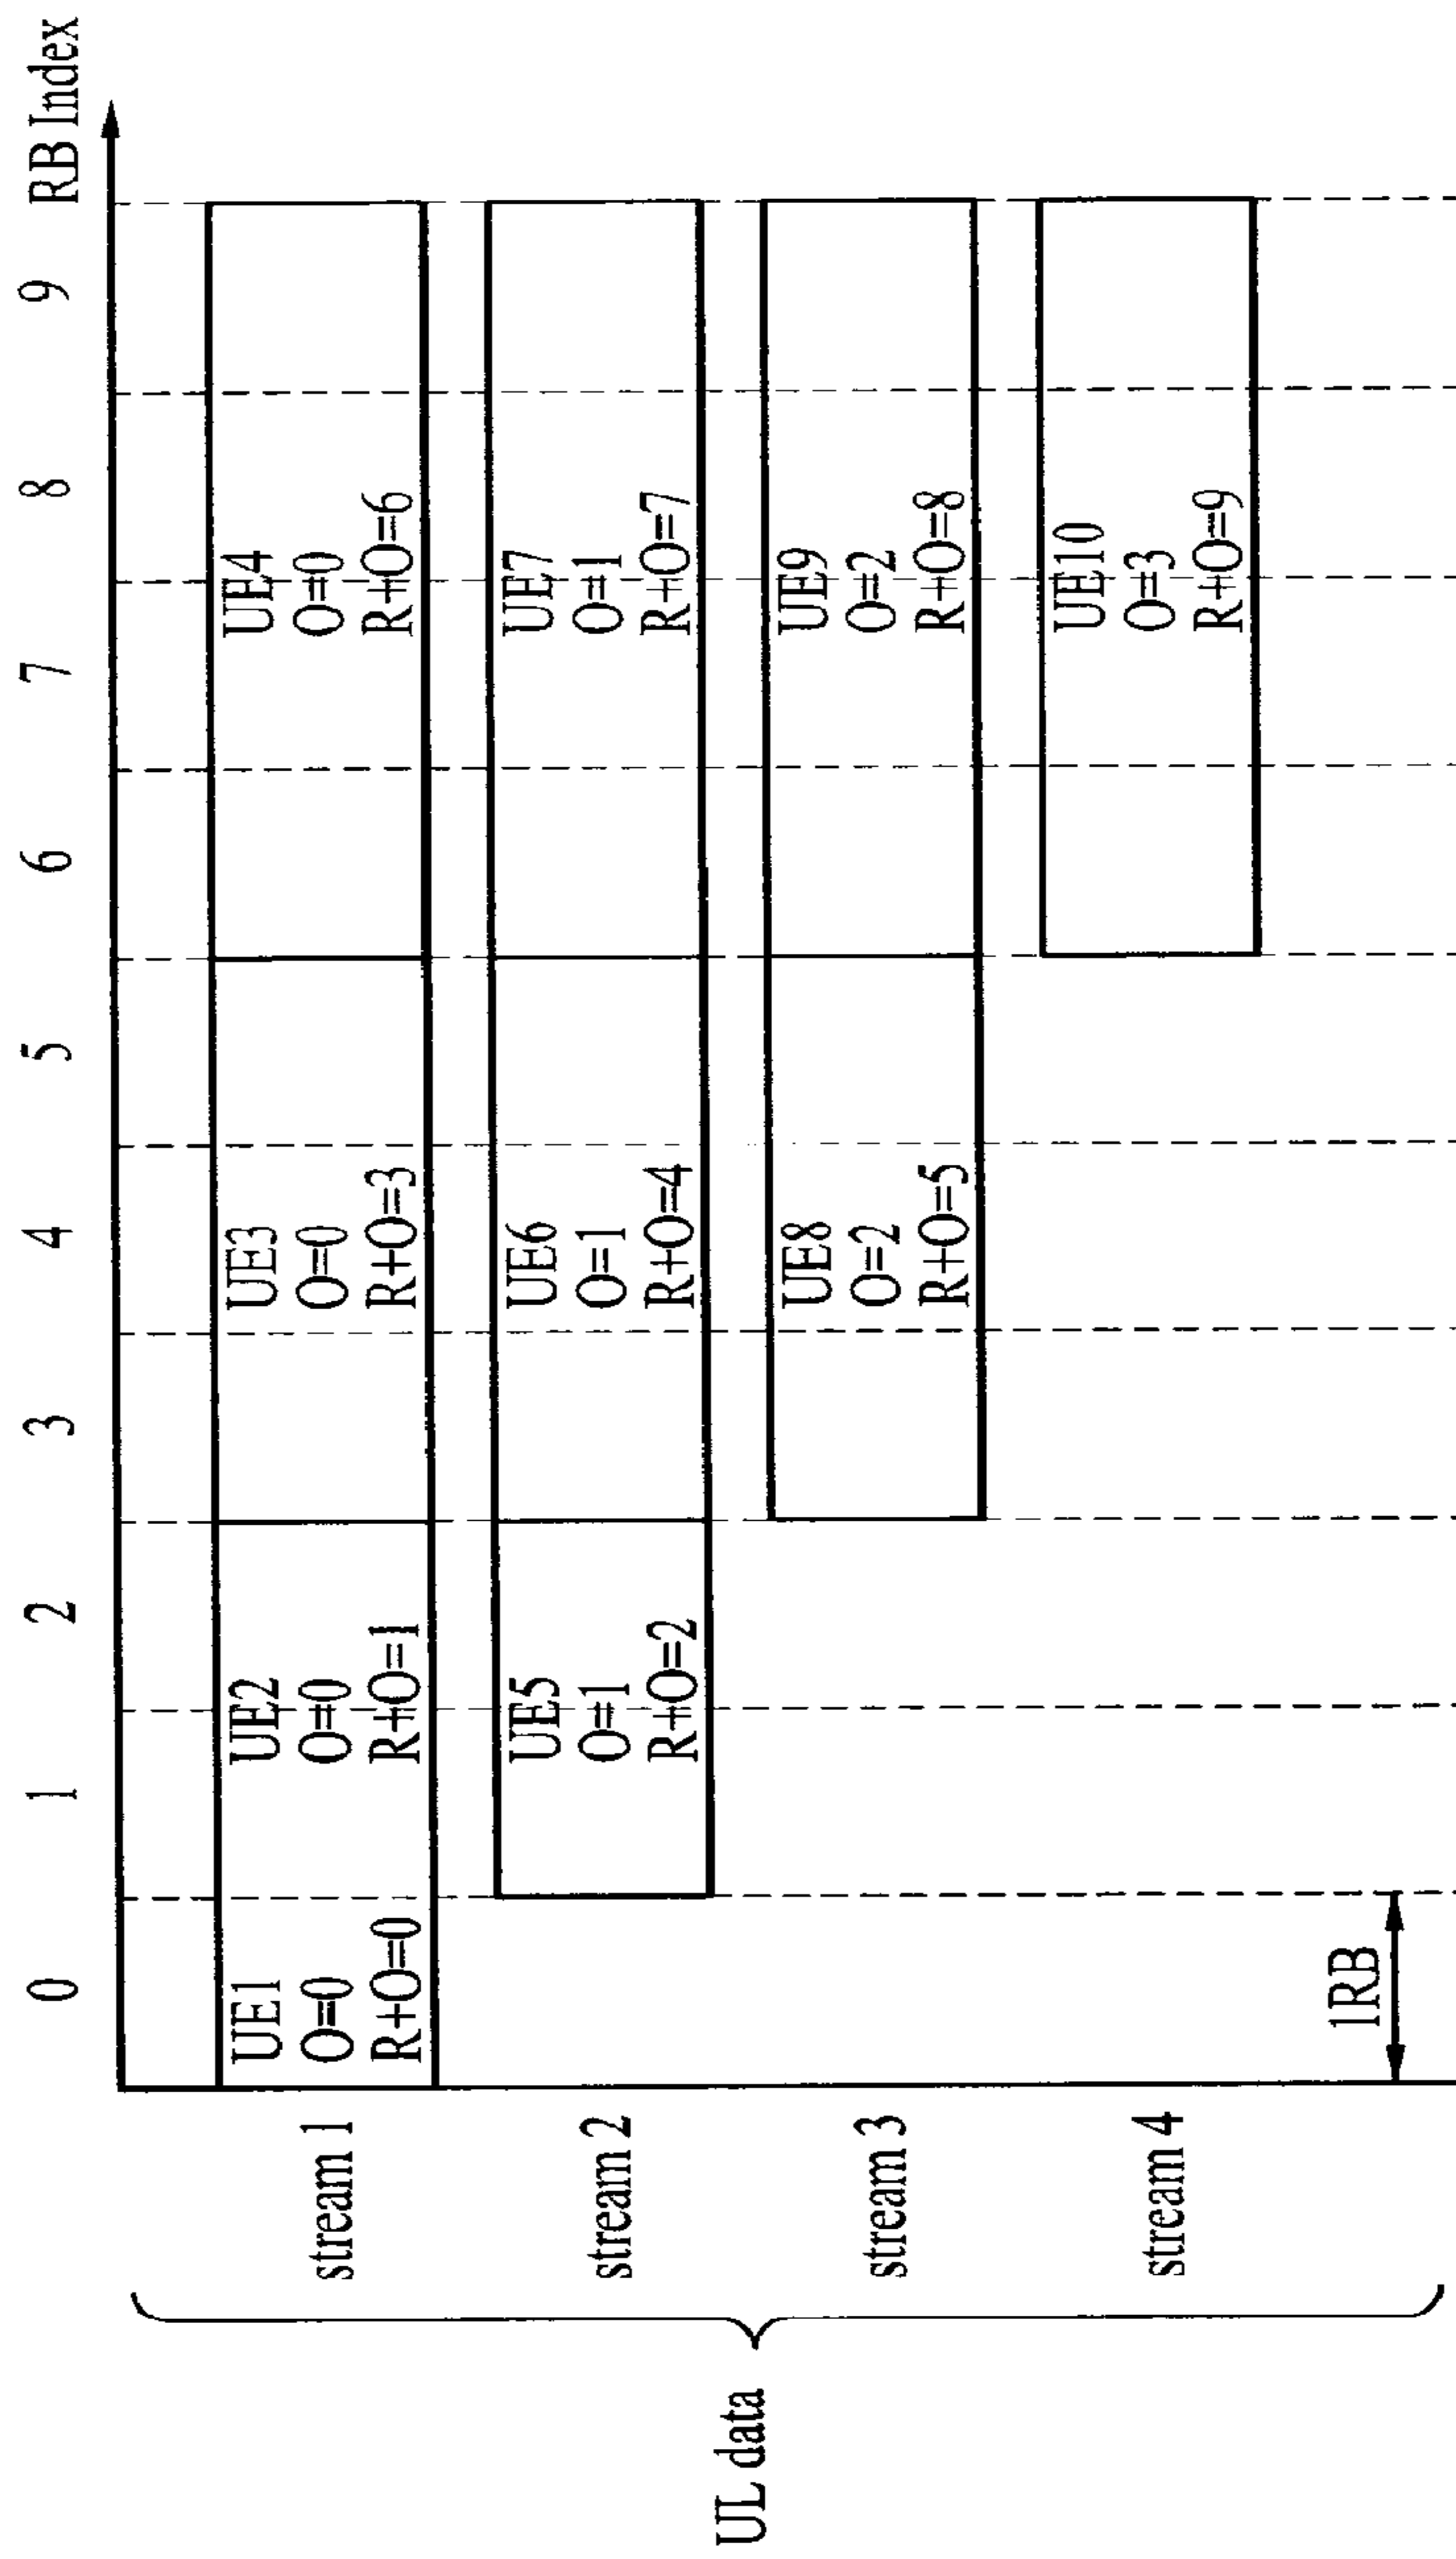 0 1 2 3 4 5 6 7 8 9 RB Index
UL data
stream 1
UE1
O=0
R+O=0
UE2
O=0
R+O=1
UE3
O=0
R+O=3
UE4
O=0
R+O=6
stream 2
UE5
O=1
R+O=2
UE6
O=1
R+O=4
UE7
O=1
R+O=7
stream 3
UE8
O=2
R+O=5
UE9
O=2
R+O=8
stream 4
UE10
O=3
R+O=9
1RB